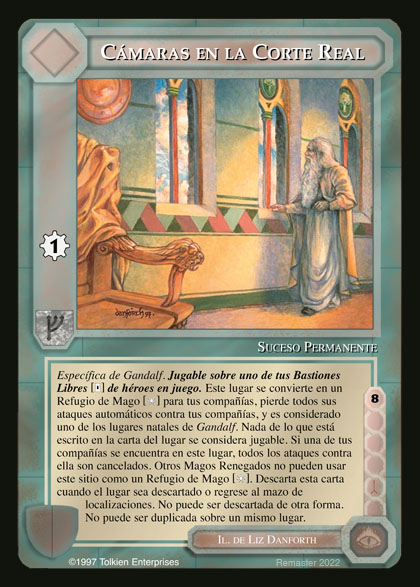 CÁMARAS EN LA CORTE REAL
1
danforth 97.
SUCESO PERMANENTE
Específica de Gandalf. Jugable sobre uno de tus Bastiones
Libres [] de héroes en juego. Este lugar se convierte en un
Refugio de Mago [] para tus compañías, pierde todos sus
ataques automáticos contra tus compañías, y es considerado
uno de los lugares natales de Gandalf. Nada de lo que está
escrito en la carta del lugar se considera jugable. Si una de tus
compañías se encuentra en este lugar, todos los ataques contra
ella son cancelados. Otros Magos Renegados no pueden usar
este sitio como un Refugio de Mago []. Descarta esta carta
cuando el lugar sea descartado o regrese al mazo de
localizaciones. No puede ser descartada de otra forma.
No puede ser duplicada sobre un mismo lugar.
8
IL. DE LIZ DANFORTH
©1997 Tolkien Enterprises
Remaster 2022